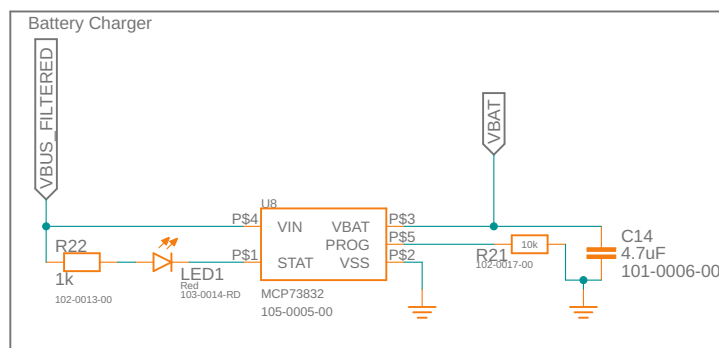 Battery Charger
VBUS_FILTERED
VBAT
U8
P$4
VIN
VBAT
P$3
PROG
P$5
P$1
STAT
VSS
P$2
R22
1k
102-0013-00
LED1
Red
103-0014-RD
MCP73832
105-0005-00
10k
R21
102-0017-00
C14
4.7uF
101-0006-00